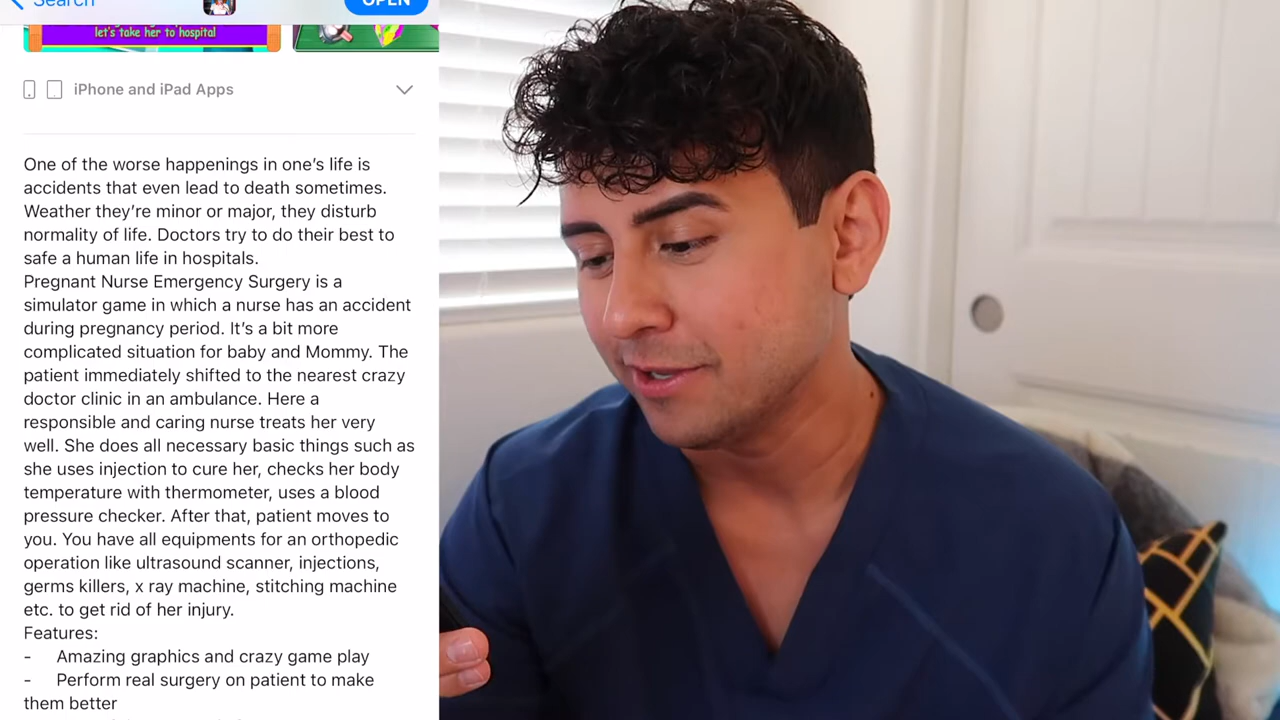 Search
OPEN
let's take her to hospital
iPhone and iPad Apps
One of the worse happenings in one's life is
accidents that even lead to death sometimes.
Weather they're minor or major, they disturb
normality of life. Doctors try to do their best to
safe a human life in hospitals.
Pregnant Nurse Emergency Surgery is a
simulator game in which a nurse has an accident
during pregnancy period. It's a bit more
complicated situation for baby and Mommy. The
patient immediately shifted to the nearest crazy
doctor clinic in an ambulance. Here a
responsible and caring nurse treats her very
well. She does all necessary basic things such as
she uses injection to cure her, checks her body
temperature with thermometer, uses a blood
pressure checker. After that, patient moves to
you. You have all equipments for an orthopedic
operation like ultrasound scanner, injections,
germs killers, x ray machine, stitching machine
etc. to get rid of her injury.
Features:
- Amazing graphics and crazy game play
- Perform real surgery on patient to make
them better